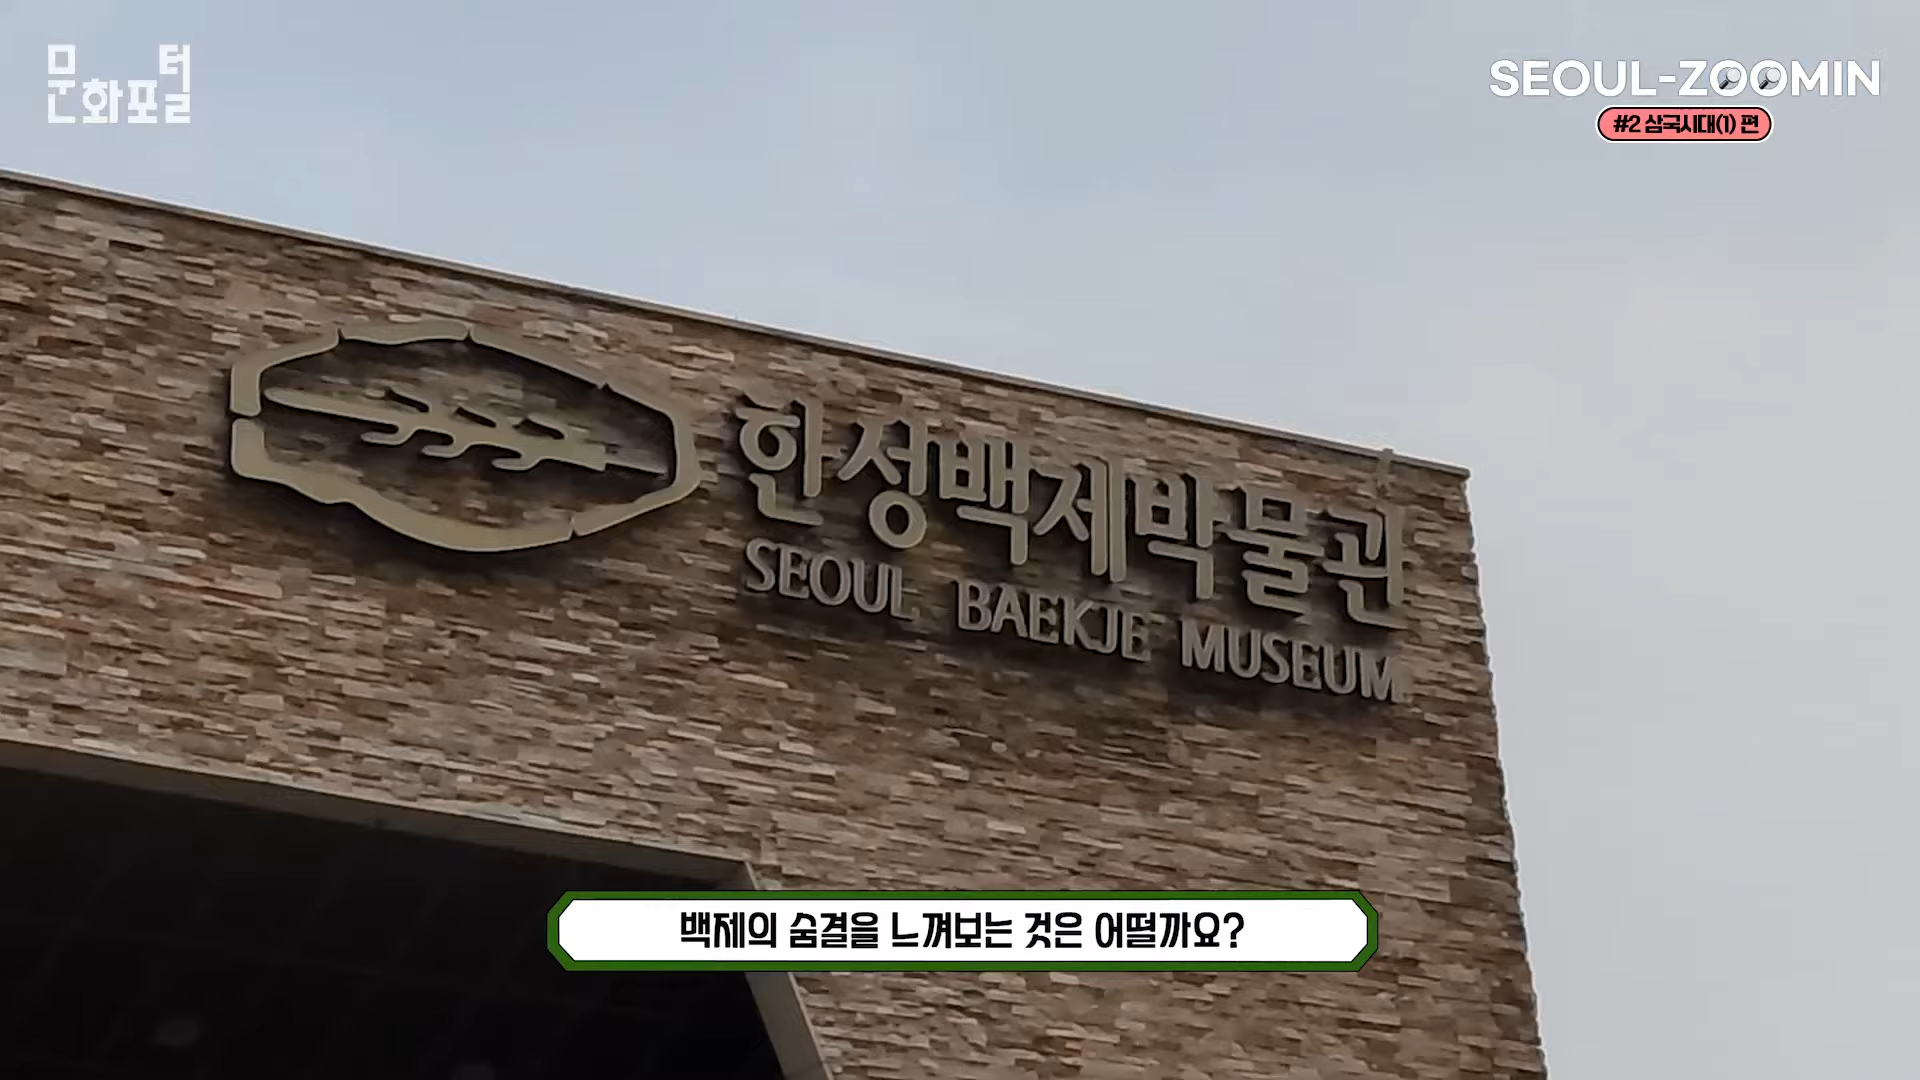 문화포털
SEOUL-ZOOMIN
#2 삼국시대(1) 편
한성백제박물관
SEOUL BAEKJE MUSEUM
백제의 숨결을 느껴보는 것은 어떨까요?